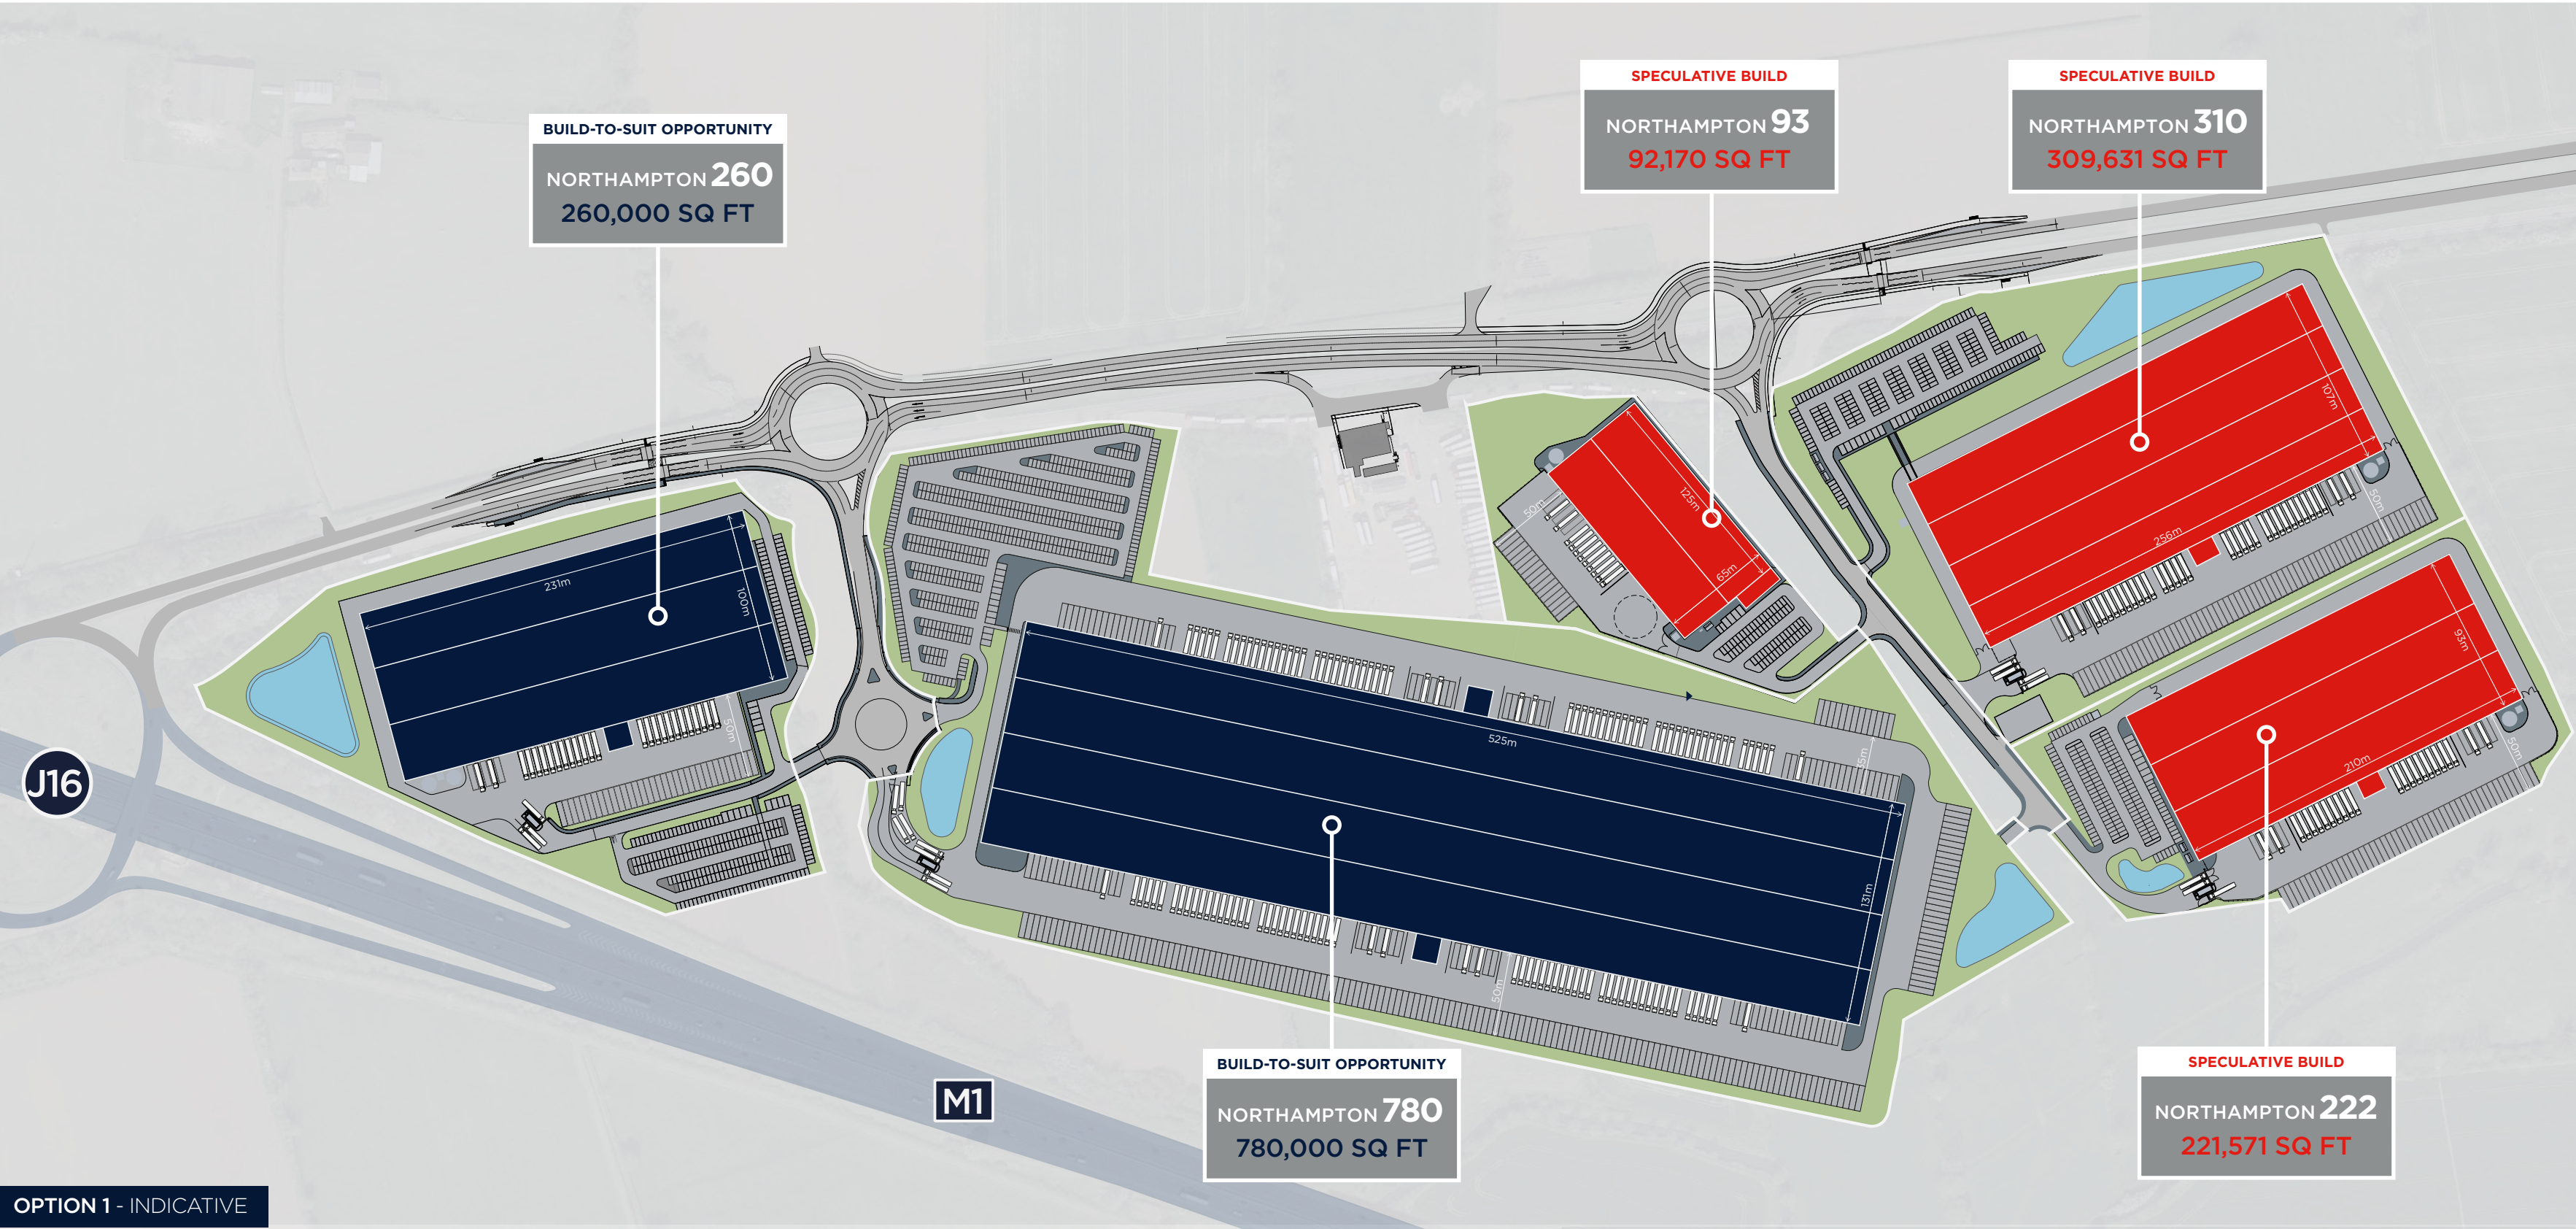 SPECULATIVE BUILD
NORTHAMPTON 93
92,170 SQ FT
SPECULATIVE BUILD
NORTHAMPTON 310
309,631 SQ FT
BUILD-TO-SUIT OPPORTUNITY
NORTHAMPTON 260
260,000 SQ FT
231m
100m
50m
125m
65m
50m
107m
256m
50m
93m
210m
50m
525m
35m
131m
50m
J16
M1
BUILD-TO-SUIT OPPORTUNITY
NORTHAMPTON 780
780,000 SQ FT
SPECULATIVE BUILD
NORTHAMPTON 222
221,571 SQ FT
OPTION 1 - INDICATIVE